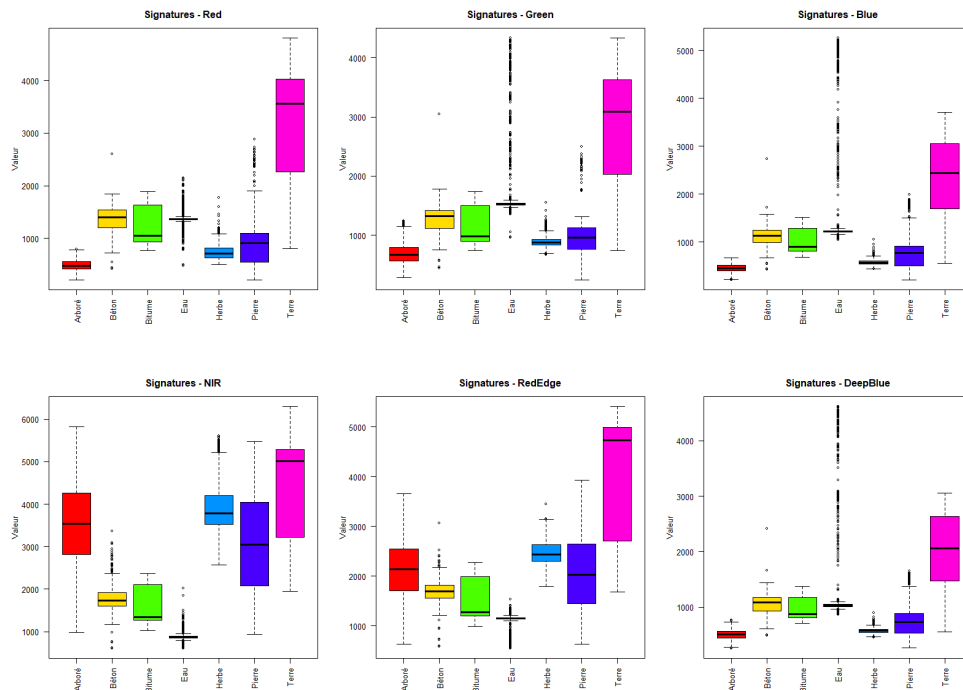 Signatures - Red
Valeur
4000
3000
2000
1000
Arboré
Béton
Bitume
Eau
Herbe
Pierre
Terre
Signatures - Green
Valeur
4000
3000
2000
1000
Arboré
Béton
Bitume
Eau
Herbe
Pierre
Terre
Signatures - Blue
Valeur
5000
4000
3000
2000
1000
Arboré
Béton
Bitume
Eau
Herbe
Pierre
Terre
Signatures - NIR
Valeur
6000
5000
4000
3000
2000
1000
Arboré
Béton
Bitume
Eau
Herbe
Pierre
Terre
Signatures - RedEdge
Valeur
5000
4000
3000
2000
1000
Arboré
Béton
Bitume
Eau
Herbe
Pierre
Terre
Signatures - DeepBlue
Valeur
4000
3000
2000
1000
Arboré
Béton
Bitume
Eau
Herbe
Pierre
Terre